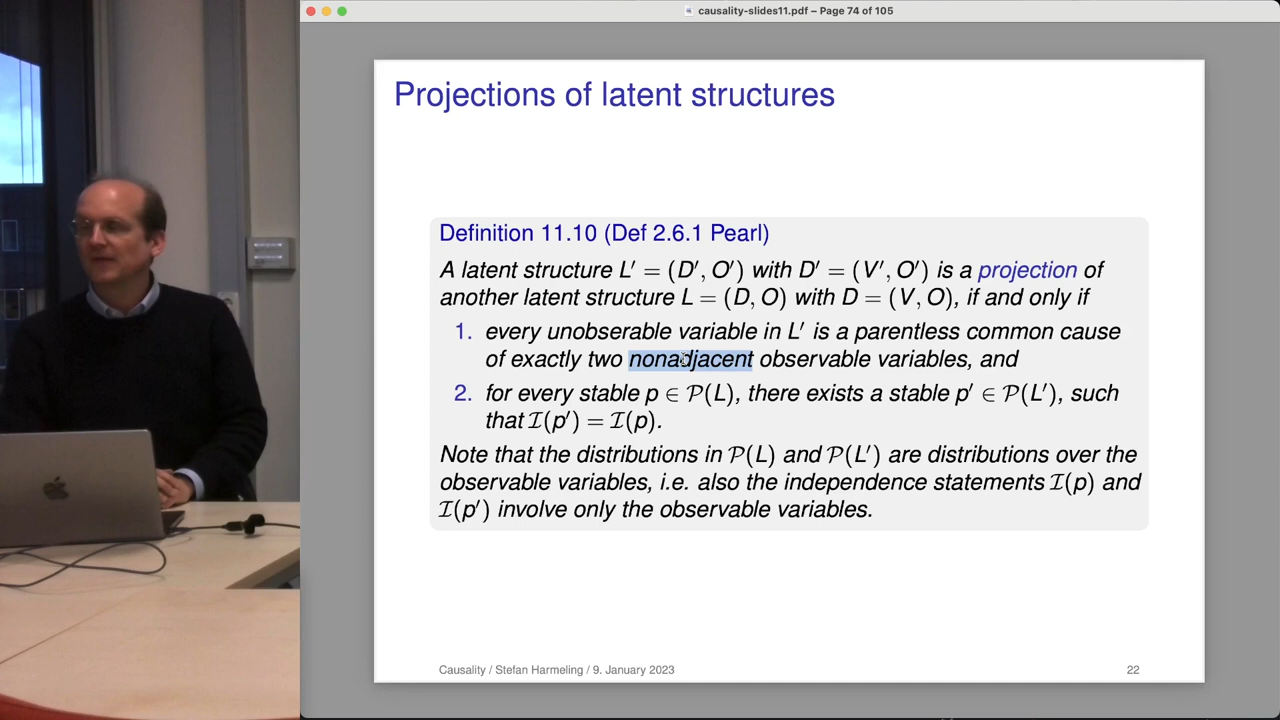 causality-slides11.pdf – Page 74 of 105
Projections of latent structures
Definition 11.10 (Def 2.6.1 Pearl)
A latent structure L′ = (D′, O′) with D′ = (V′, O′) is a projection of
another latent structure L = (D, O) with D = (V, O), if and only if
1. every unobserable variable in L′ is a parentless common cause
of exactly two nonadjacent observable variables, and
2. for every stable p ∈ P(L), there exists a stable p′ ∈ P(L′), such
that I(p′) = I(p).
Note that the distributions in P(L) and P(L′) are distributions over the
observable variables, i.e. also the independence statements I(p) and
I(p′) involve only the observable variables.
Causality / Stefan Harmeling / 9. January 2023
22